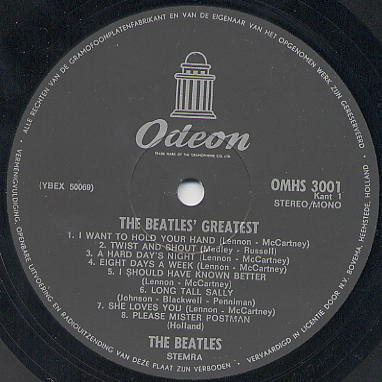 ALLE RECHTEN VAN DE GRAMOFOONPLATENFABRIKANT EN VAN DE EIGENAAR VAN HET OPGENOMEN WERK ZIJN GERESERVEERD
VERMENIGVULDIGING, OPENBARE UITVOERING EN RADIOUITZENDING VAN DEZE PLAAT ZIJN VERBODEN
VERVAARDIGD IN LICENTIE DOOR: N.V. BOVEMA, HEEMSTEDE, HOLLAND
Odeon
TRADE MARK OF THE GRAMOPHONE CO. LTD.
(YBEX 50069)
OMHS 3001
Kant 1
STEREO/MONO
THE BEATLES' GREATEST
1. I WANT TO HOLD YOUR HAND (Lennon - McCartney)
2. TWIST AND SHOUT (Medley - Russell)
3. A HARD DAY'S NIGHT (Lennon - McCartney)
4. EIGHT DAYS A WEEK (Lennon - McCartney)
5. I SHOULD HAVE KNOWN BETTER
(Lennon - McCartney)
6. LONG TALL SALLY
(Johnson - Blackwell - Penniman)
7. SHE LOVES YOU (Lennon - McCartney)
8. PLEASE MISTER POSTMAN
(Holland)
THE BEATLES
STEMRA